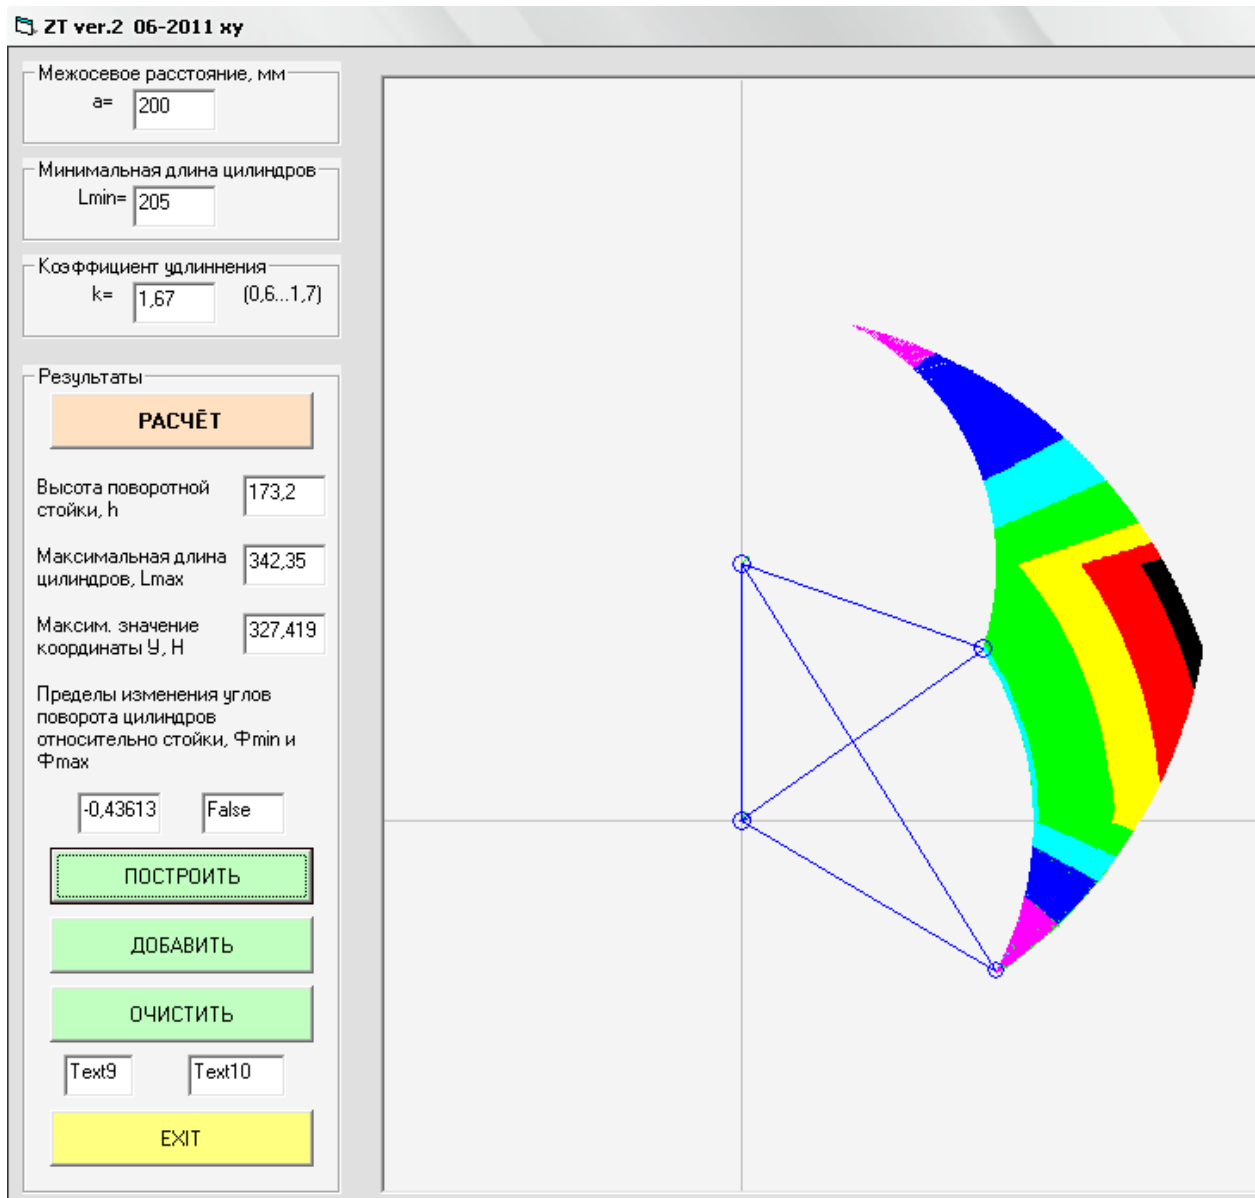 ZT ver.2 06-2011 xy
Межосевое расстояние, мм
a= 200
Минимальная длина цилиндров
Lmin= 205
Коэффициент удлиннения
k= 1,67 (0,6...1,7)
Результаты
РАСЧЁТ
Высота поворотной
стойки, h
173,2
Максимальная длина
цилиндров, Lmax
342,35
Максим. значение
координаты У, Н
327,419
Пределы изменения углов
поворота цилиндров
относительно стойки, Фmin и
Фmax
-0,43613 False
ПОСТРОИТЬ
ДОБАВИТЬ
ОЧИСТИТЬ
Text9 Text10
EXIT